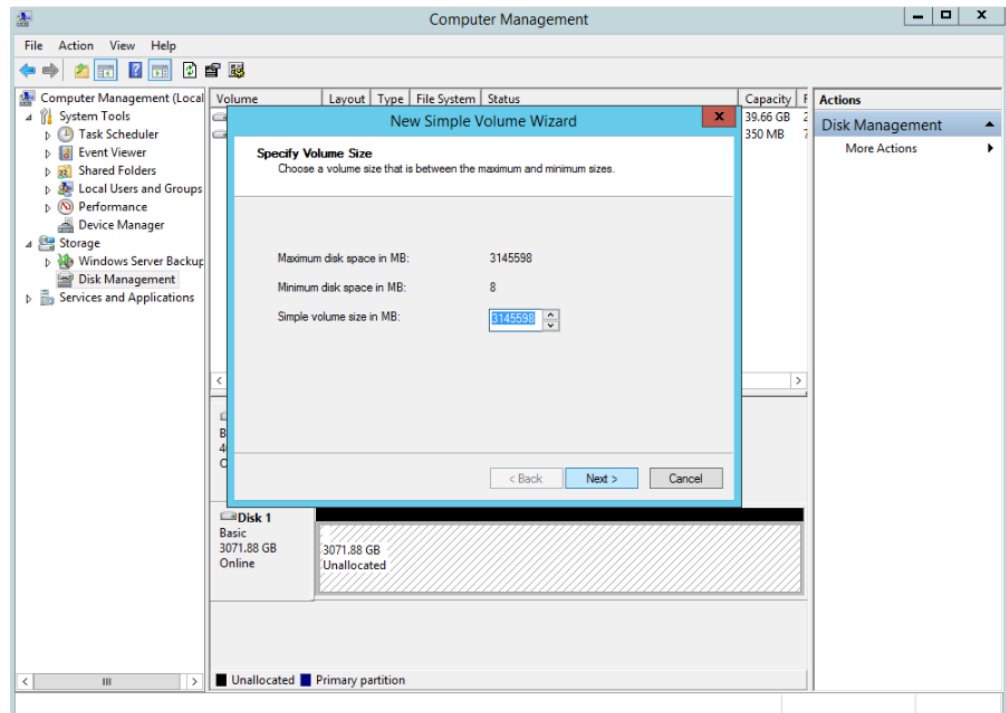 Computer Management
File Action View Help
Computer Management (Local
System Tools
Task Scheduler
Event Viewer
Shared Folders
Local Users and Groups
Performance
Device Manager
Storage
Windows Server Backup
Disk Management
Services and Applications
Volume Layout Type File System Status Capacity F
39.66 GB 2
350 MB 7
New Simple Volume Wizard
Specify Volume Size
Choose a volume size that is between the maximum and minimum sizes.
Maximum disk space in MB: 3145598
Minimum disk space in MB: 8
Simple volume size in MB: 3145598
< Back Next > Cancel
Disk 1
Basic
3071.88 GB
Online
3071.88 GB
Unallocated
Unallocated Primary partition
Actions
Disk Management
More Actions